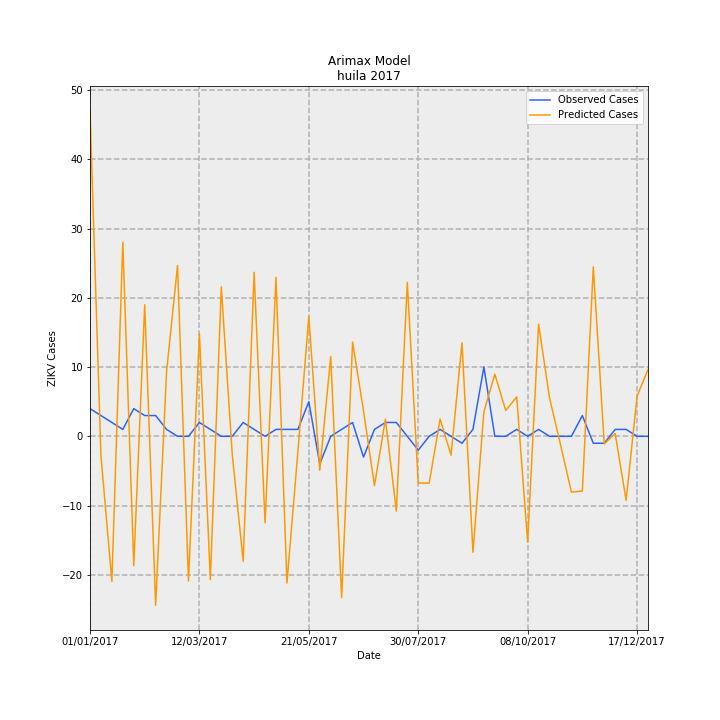 Arimax Model
huila 2017
Observed Cases
Predicted Cases
50
40
30
20
10
0
−10
−20
ZIKV Cases
01/01/2017
12/03/2017
21/05/2017
30/07/2017
08/10/2017
17/12/2017
Date